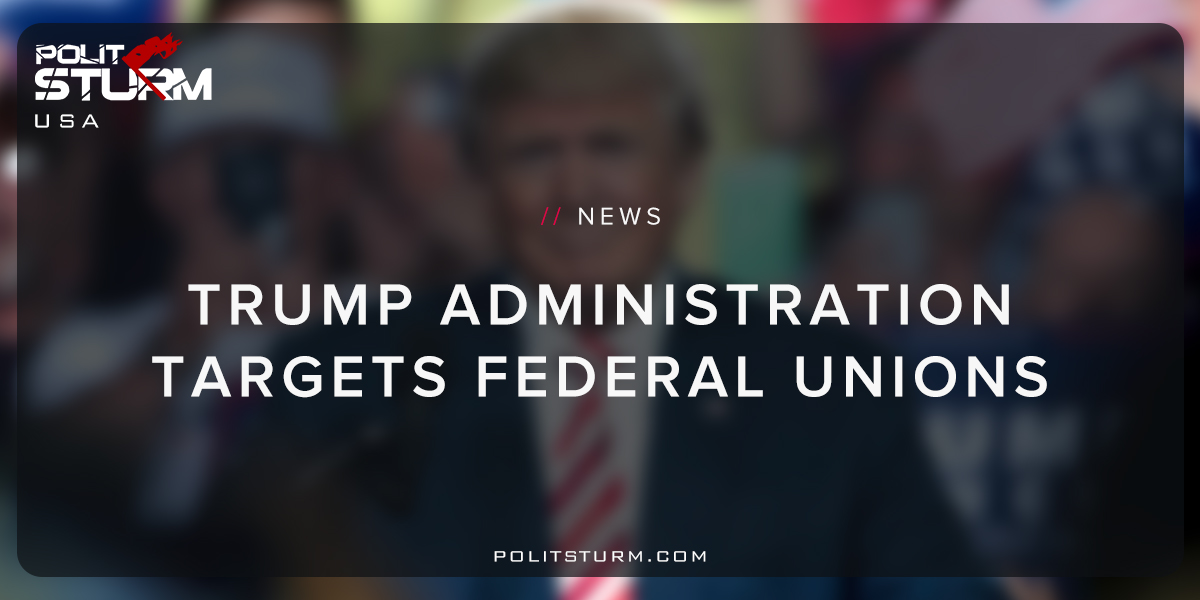 POLIT
STURM
USA
// NEWS
TRUMP ADMINISTRATION
TARGETS FEDERAL UNIONS
POLITSTURM.COM